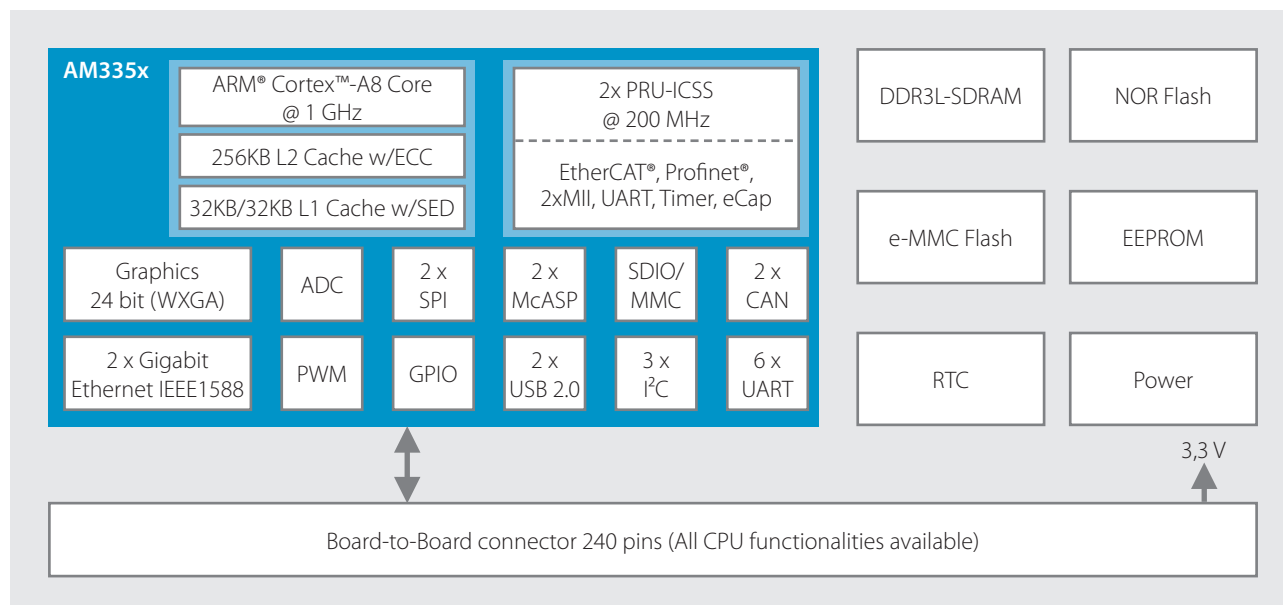 AM335x
ARM® Cortex™-A8 Core
@ 1 GHz
256KB L2 Cache w/ECC
32KB/32KB L1 Cache w/SED
2x PRU-ICSS
@ 200 MHz
EtherCAT®, Profinet®,
2xMII, UART, Timer, eCap
Graphics
24 bit (WXGA)
ADC
2 x
SPI
2 x
McASP
SDIO/
MMC
2 x
CAN
2 x Gigabit
Ethernet IEEE1588
PWM
GPIO
2 x
USB 2.0
3 x
I²C
6 x
UART
DDR3L-SDRAM
NOR Flash
e-MMC Flash
EEPROM
RTC
Power
3,3 V
Board-to-Board connector 240 pins (All CPU functionalities available)